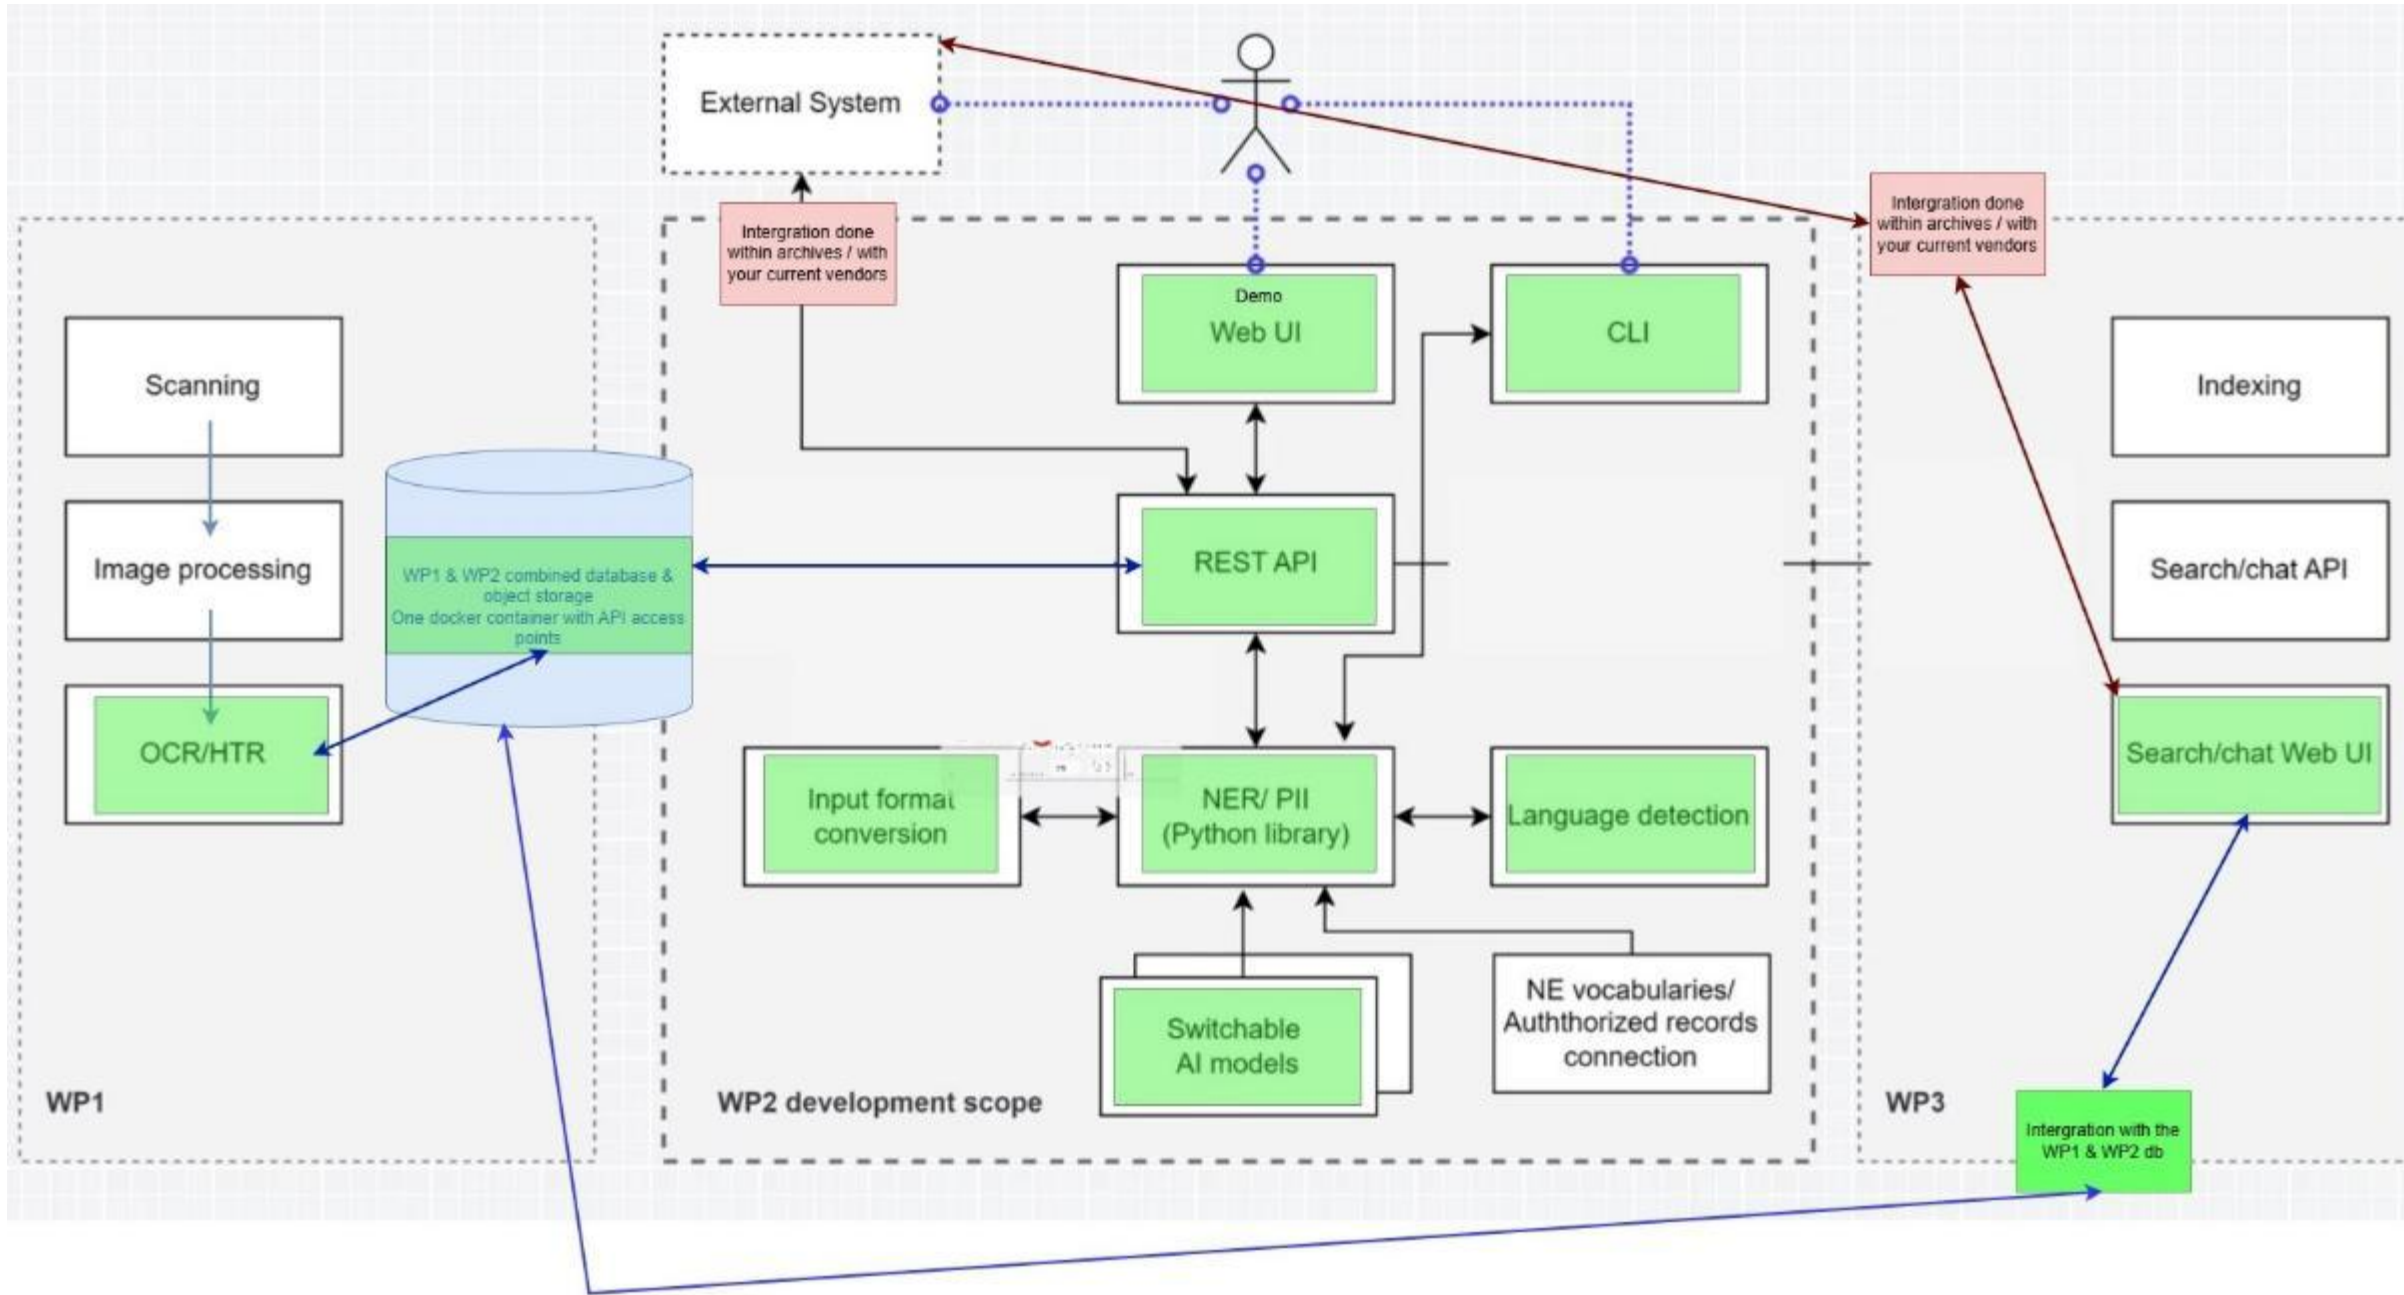 External System
Intergration done
within archives / with
your current vendors
Intergration done
within archives / with
your current vendors
Scanning
Image processing
OCR/HTR
WP1 & WP2 combined database &
object storage
One docker container with API access
points
WP1
Demo
Web UI
CLI
REST API
Input format
conversion
NER/ PII
(Python library)
Language detection
Switchable
AI models
NE vocabularies/
Auththorized records
connection
WP2 development scope
Indexing
Search/chat API
Search/chat Web UI
WP3
Intergration with the
WP1 & WP2 db